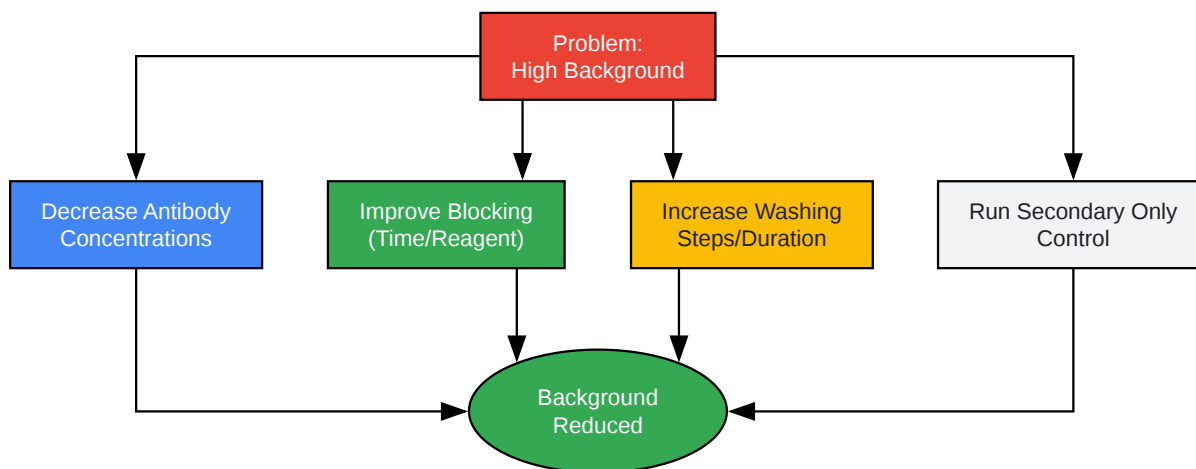 Problem:
High Background
Decrease Antibody
Concentrations
Improve Blocking
(Time/Reagent)
Increase Washing
Steps/Duration
Run Secondary Only
Control
Background
Reduced